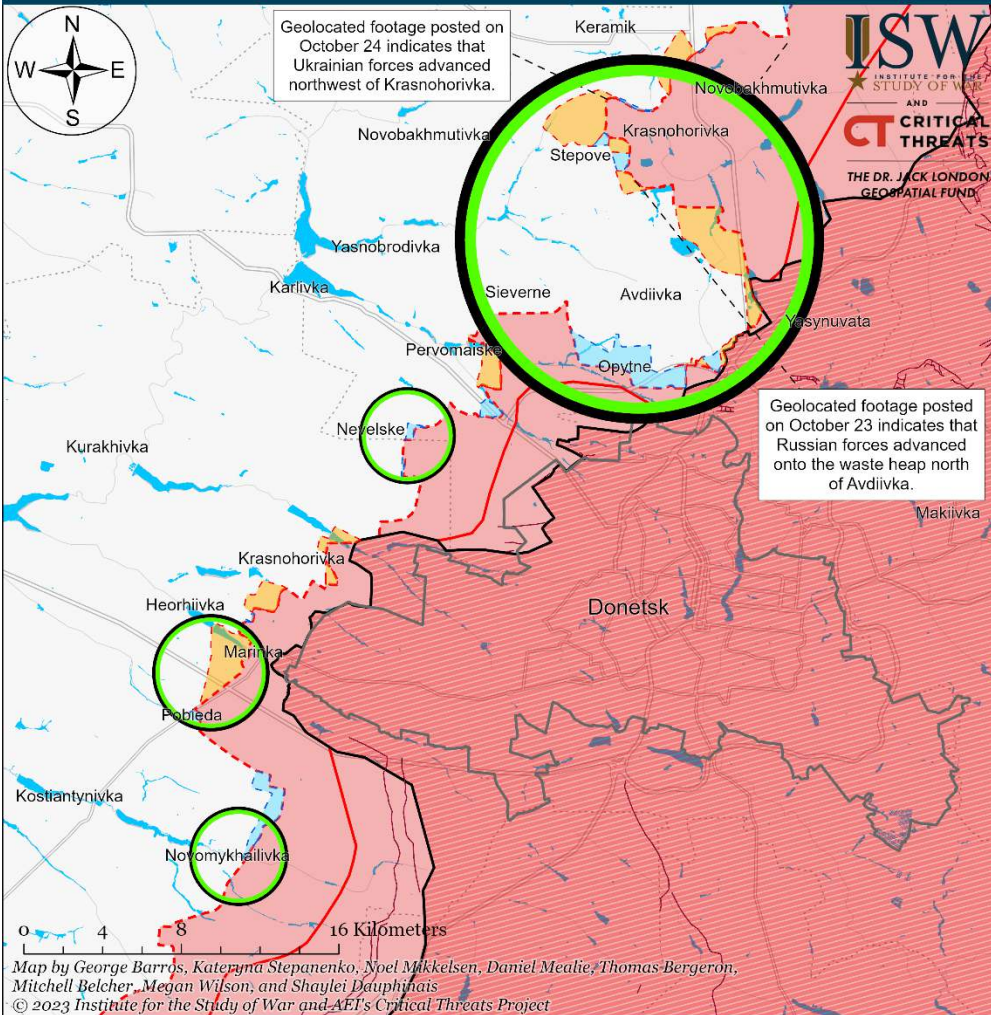 N
W E
S
Geolocated footage posted on
October 24 indicates that
Ukrainian forces advanced
northwest of Krasnohorivka.
Keramik
ISW
INSTITUTE FOR THE
STUDY OF WAR
AND
CT CRITICAL
THREATS
THE DR. JACK LONDON
GEOSPATIAL FUND
Novobakhmutivka
Novobakhmutivka
Krasnohorivka
Stepove
Yasnobrodivka
Karlivka
Sieverne
Avdiivka
Yasynuvata
Pervomaiske
Opytne
Geolocated footage posted
on October 23 indicates that
Russian forces advanced
onto the waste heap north
of Avdiivka.
Nevelske
Kurakhivka
Makiivka
Krasnohorivka
Heorhiivka
Donetsk
Marinka
Pobieda
Kostiantynivka
Novomykhailivka
0 4 8 16 Kilometers
Map by George Barros, Kateryna Stepanenko, Noel Mikkelsen, Daniel Mealie, Thomas Bergeron,
Mitchell Belcher, Megan Wilson, and Shaylei Dauphinais
© 2023 Institute for the Study of War and AEI's Critical Threats Project